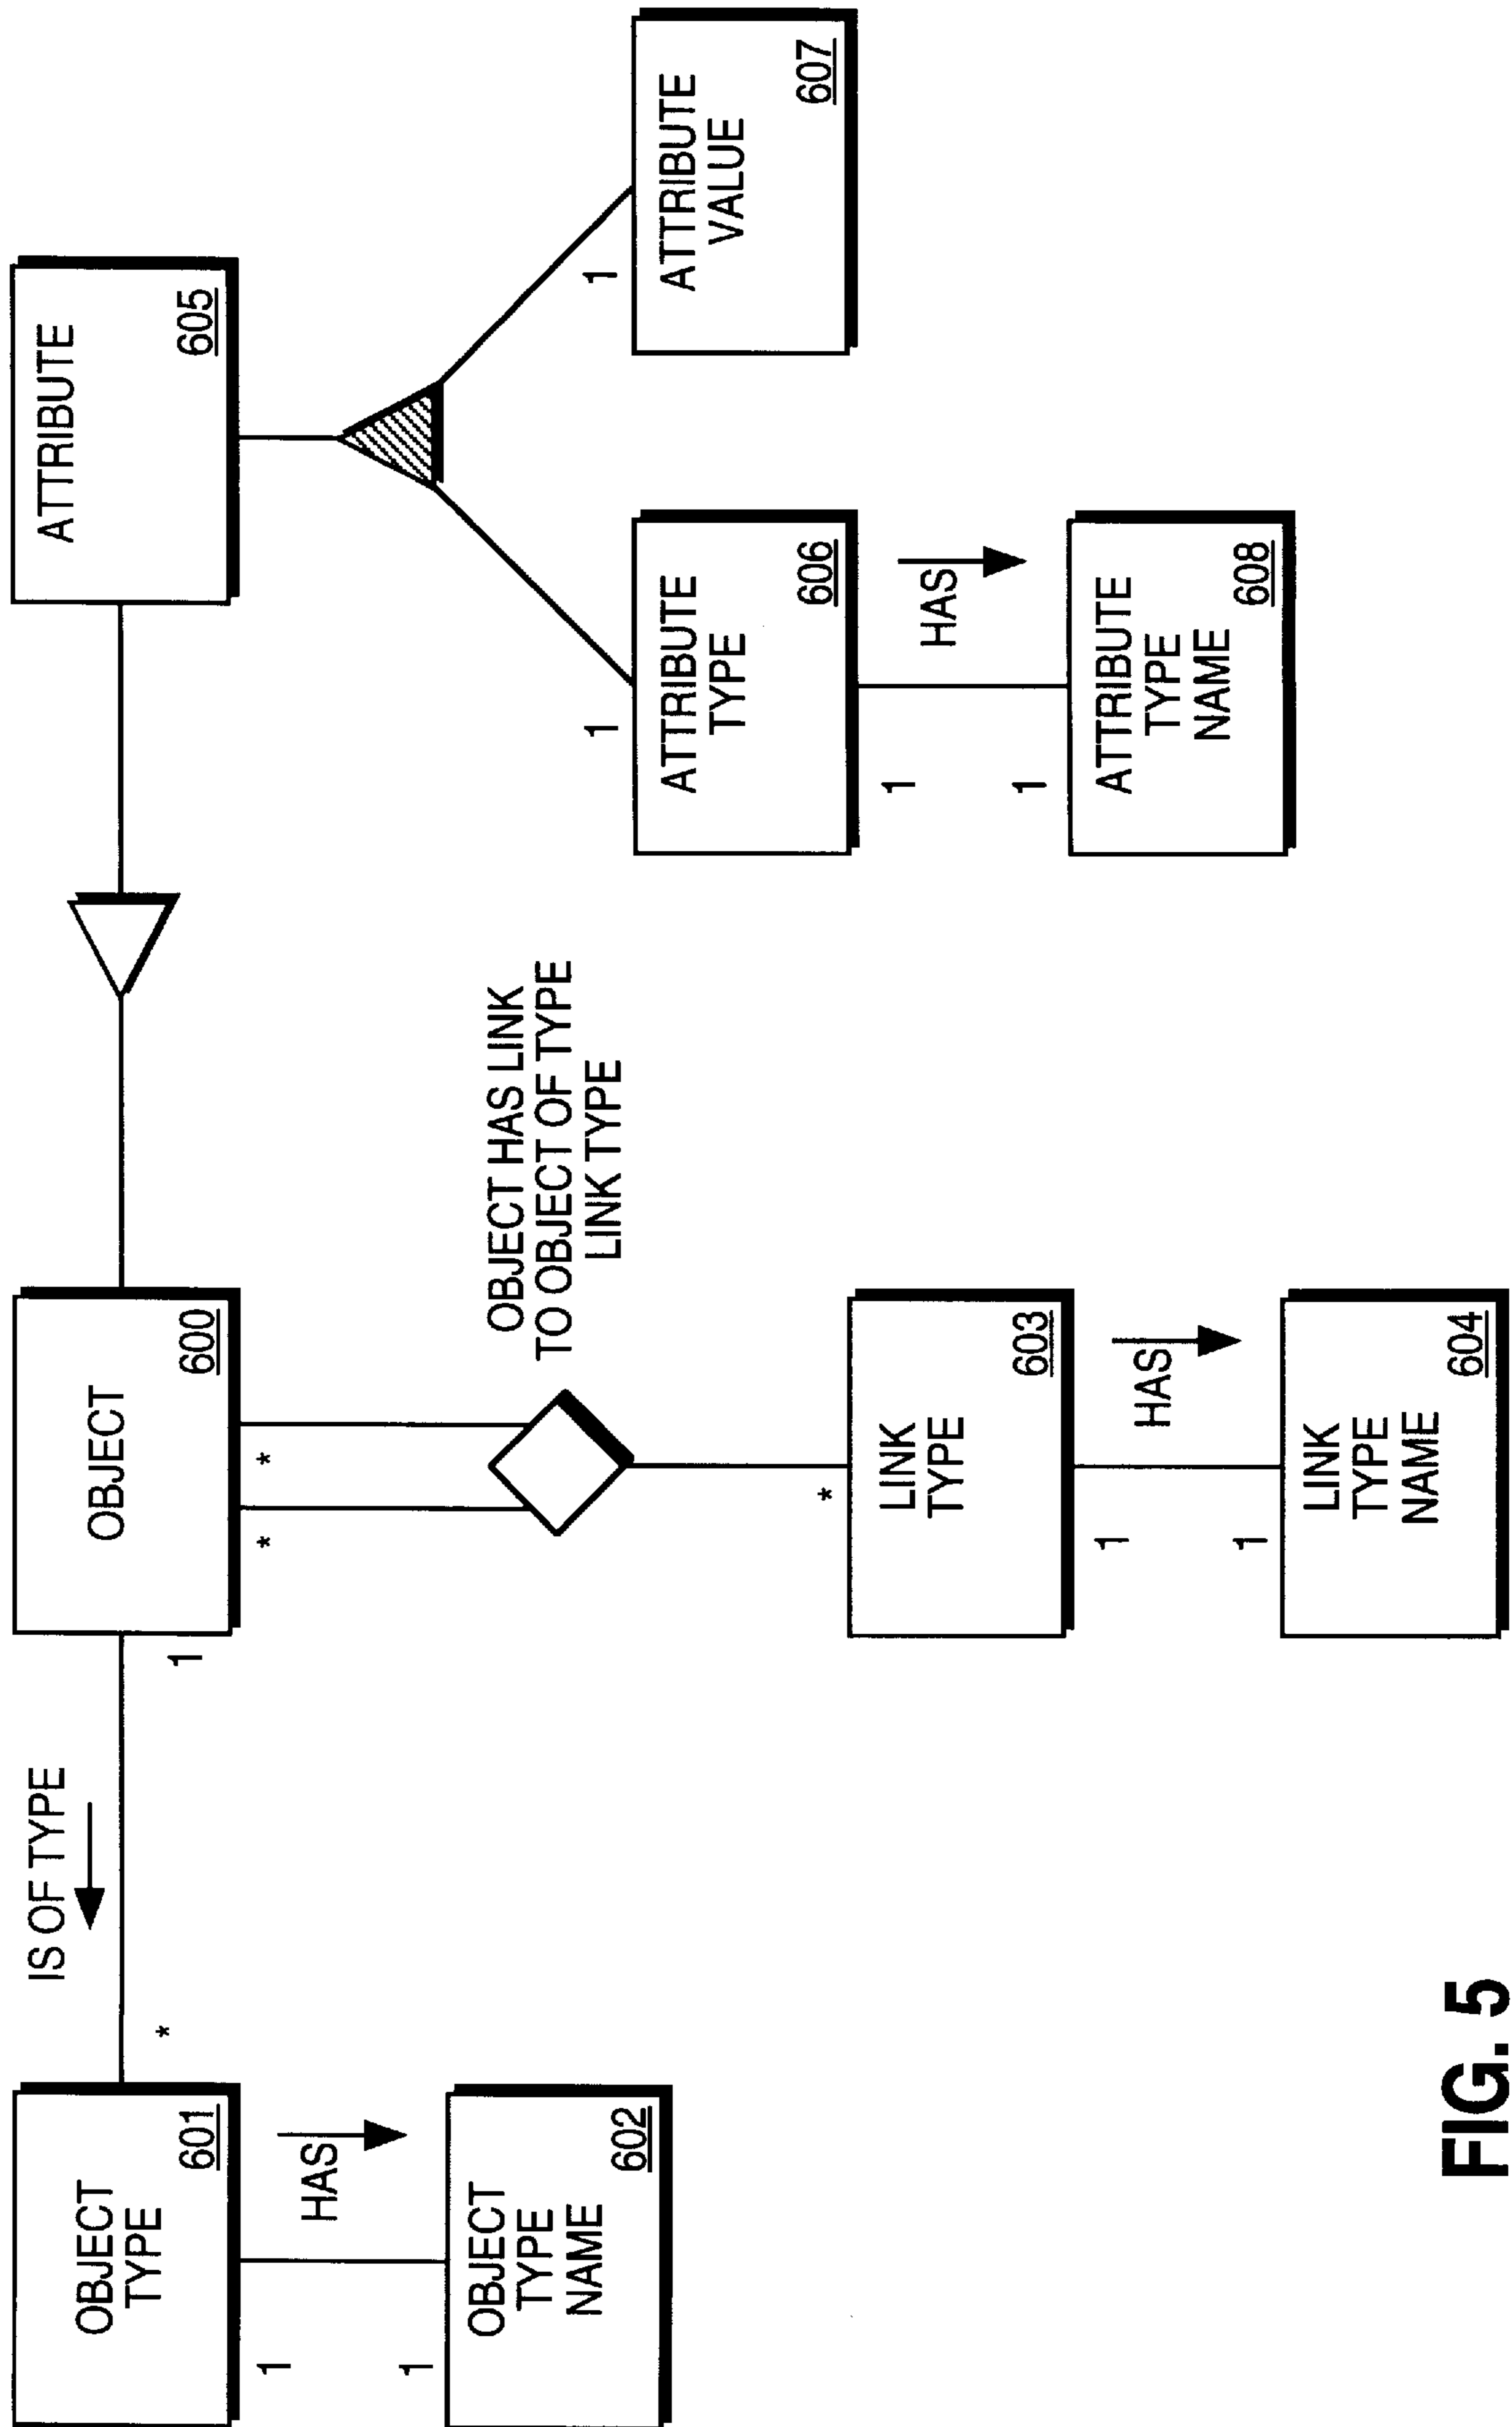 IS OF TYPE
OBJECT
TYPE
601
*
1
OBJECT
600
ATTRIBUTE
605
1
HAS
1
OBJECT
TYPE
NAME
602
*
*
OBJECT HAS LINK
TO OBJECT OF TYPE
LINK TYPE
*
LINK
TYPE
603
1
HAS
1
LINK
TYPE
NAME
604
1
1
ATTRIBUTE
TYPE
606
ATTRIBUTE
VALUE
607
1
HAS
1
ATTRIBUTE
TYPE
NAME
608
FIG. 5